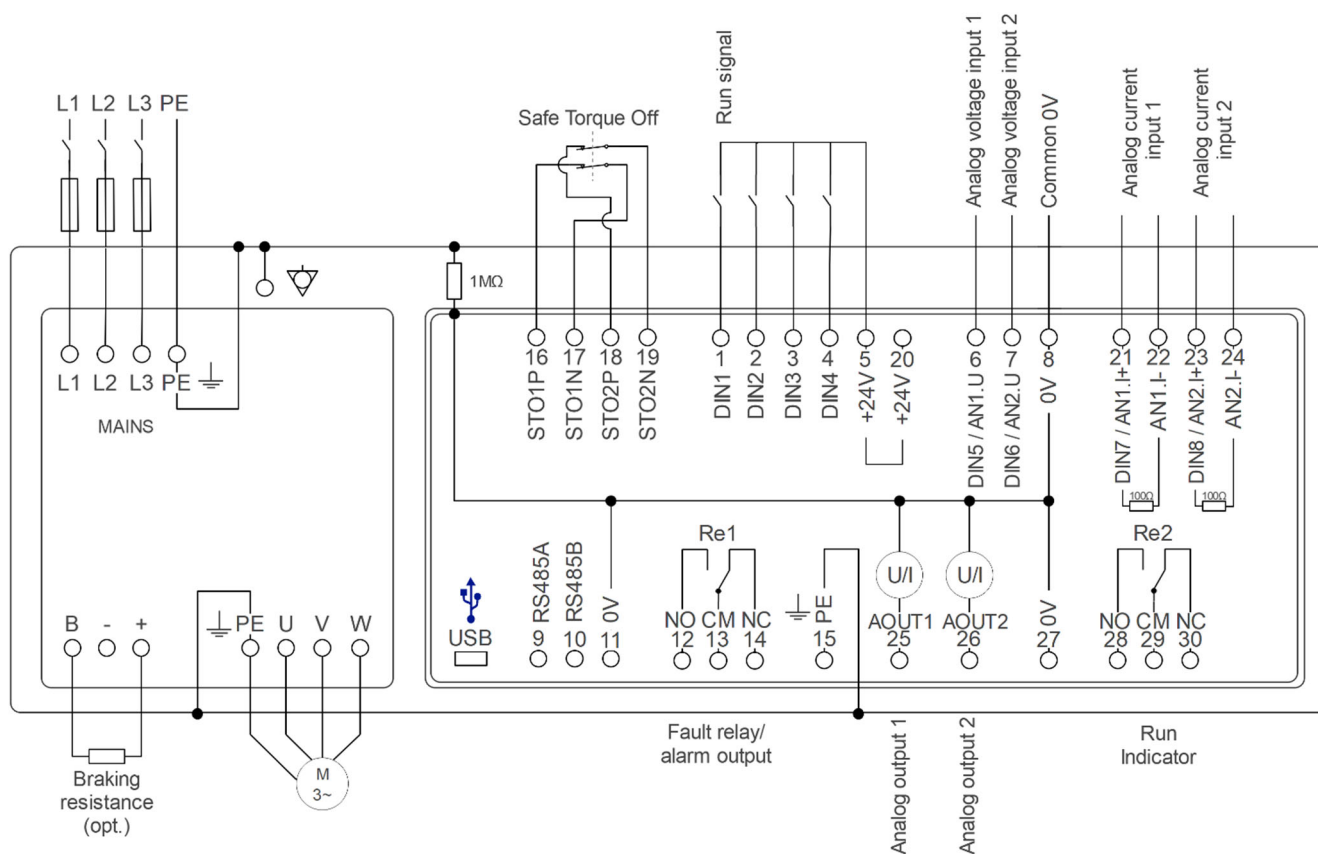 L1 L2 L3 PE
Safe Torque Off
Run signal
Analog voltage input 1
Analog voltage input 2
Common 0V
Analog current
input 1
Analog current
input 2
1MΩ
L1 L2 L3 PE
MAINS
16 17 18 19
STO1P
STO1N
STO2P
STO2N
1 2 3 4 5 20
DIN1
DIN2
DIN3
DIN4
+24V
+24V
6 7 8
DIN5 / AN1.U
DIN6 / AN2.U
0V
21 22 23 24
DIN7 / AN1.I+
AN1.I-
DIN8 / AN2.I+
AN2.I-
100Ω
100Ω
B - +
PE U V W
USB
9 RS485A
10 RS485B
11 0V
Re1
NO CM NC
12 13 14
15 PE
U/I
U/I
AOUT1
25
AOUT2
26
27 0V
Re2
NO CM NC
28 29 30
Braking
resistance
(opt.)
M
3~
Fault relay/
alarm output
Analog output 1
Analog output 2
Run
Indicator